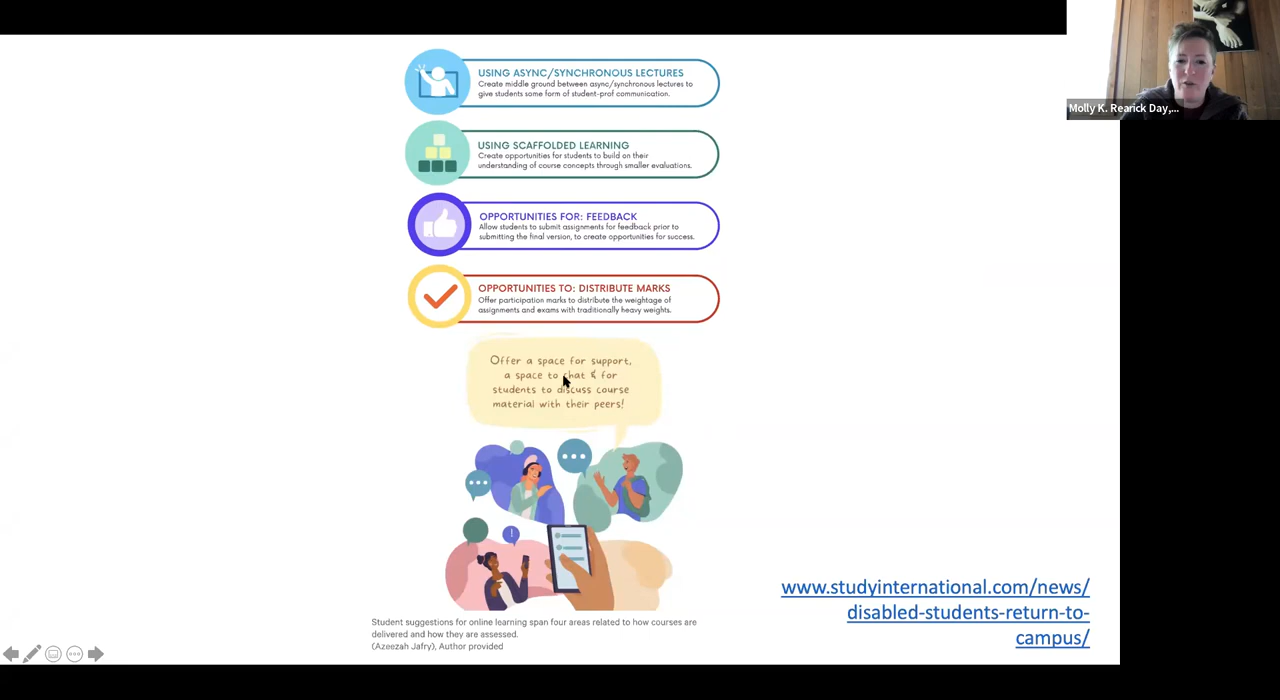 Molly K. Rearick Day,...
USING ASYNC/SYNCHRONOUS LECTURES
Create middle ground between async/synchronous lectures to
give students some form of student-prof communication.
USING SCAFFOLDED LEARNING
Create opportunities for students to build on their
understanding of course concepts through smaller evaluations.
OPPORTUNITIES FOR: FEEDBACK
Allow students to submit assignments for feedback prior to
submitting the final version, to create opportunities for success.
OPPORTUNITIES TO: DISTRIBUTE MARKS
Offer participation marks to distribute the weightage of
assignments and exams with traditionally heavy weights.
Offer a space for support,
a space to chat & for
students to discuss course
material with their peers!
!
Student suggestions for online learning span four areas related to how courses are
delivered and how they are assessed.
(Azeezah Jafry), Author provided
www.studyinternational.com/news/
disabled-students-return-to-
campus/